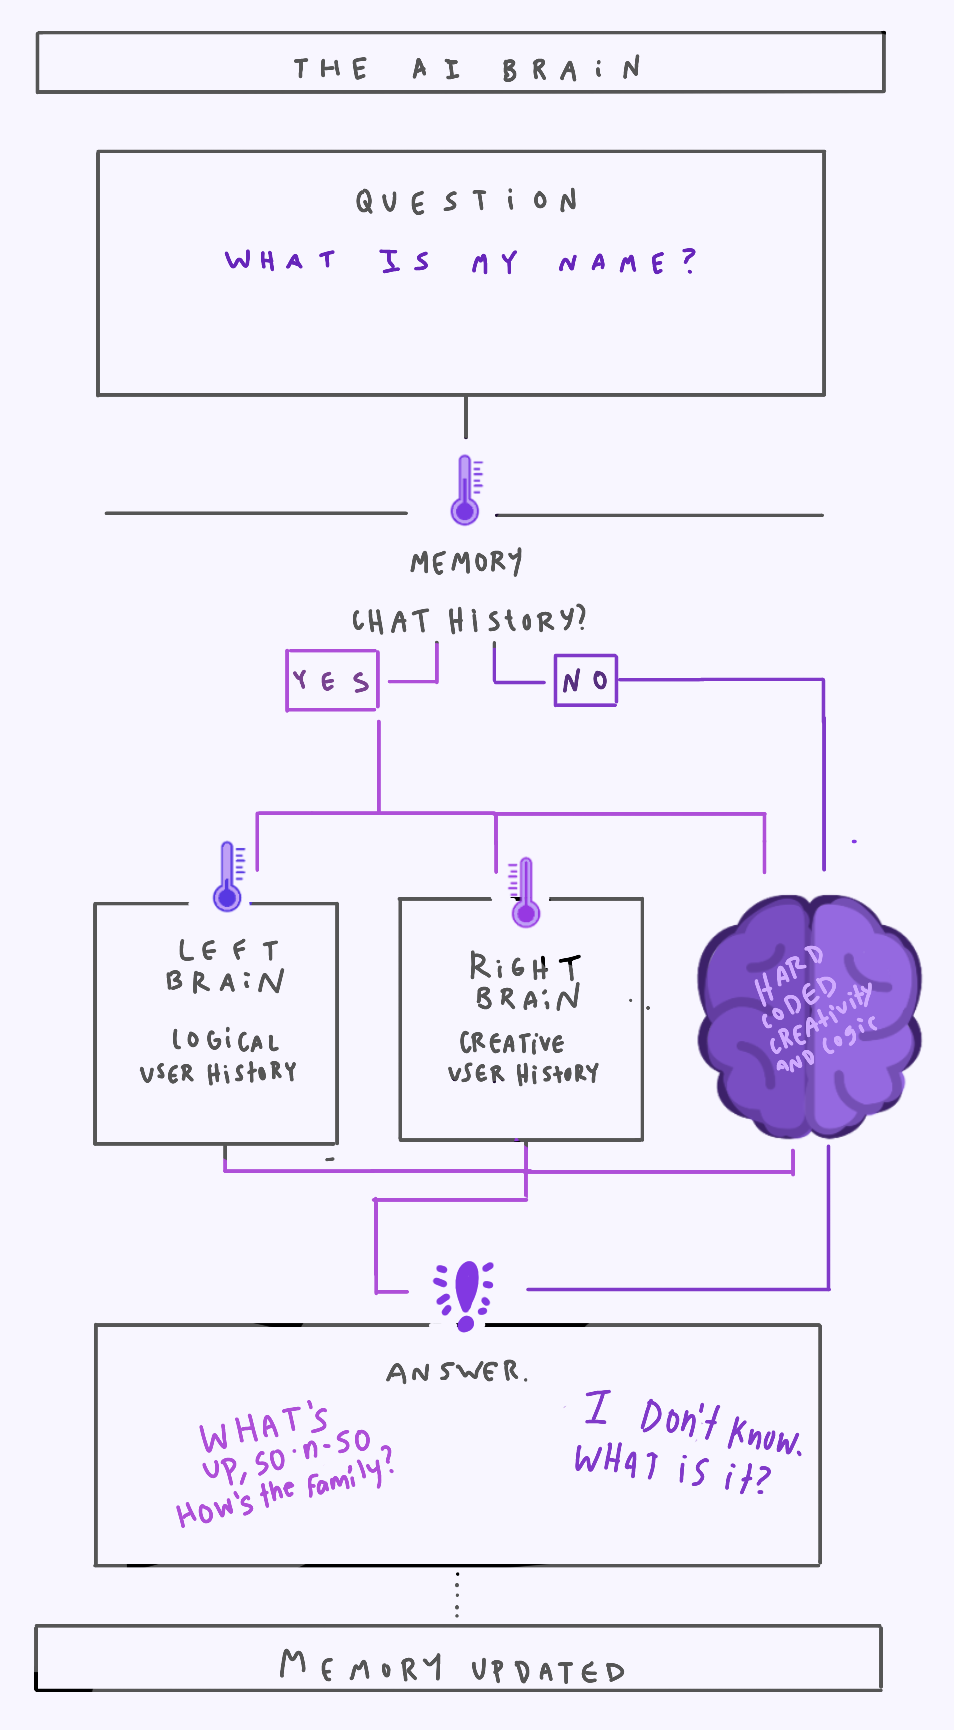 THE AI BRAiN
QUESTiON
WHAT IS MY NAME?
MEMORY
CHAT HiStORY?
YES
NO
LEFT
BRAiN
LOGiCAL
USER HiStORY
RiGHT
BRAiN
CREATiVE
USER HiStORY
HARD
CODED
CREAtivity
AND LOGic
ANSWER.
WHAT'S
UP, SO-n-SO
HOW'S the Family?
I Don't Know.
WHAT iS it?
MEMORY UPDATED